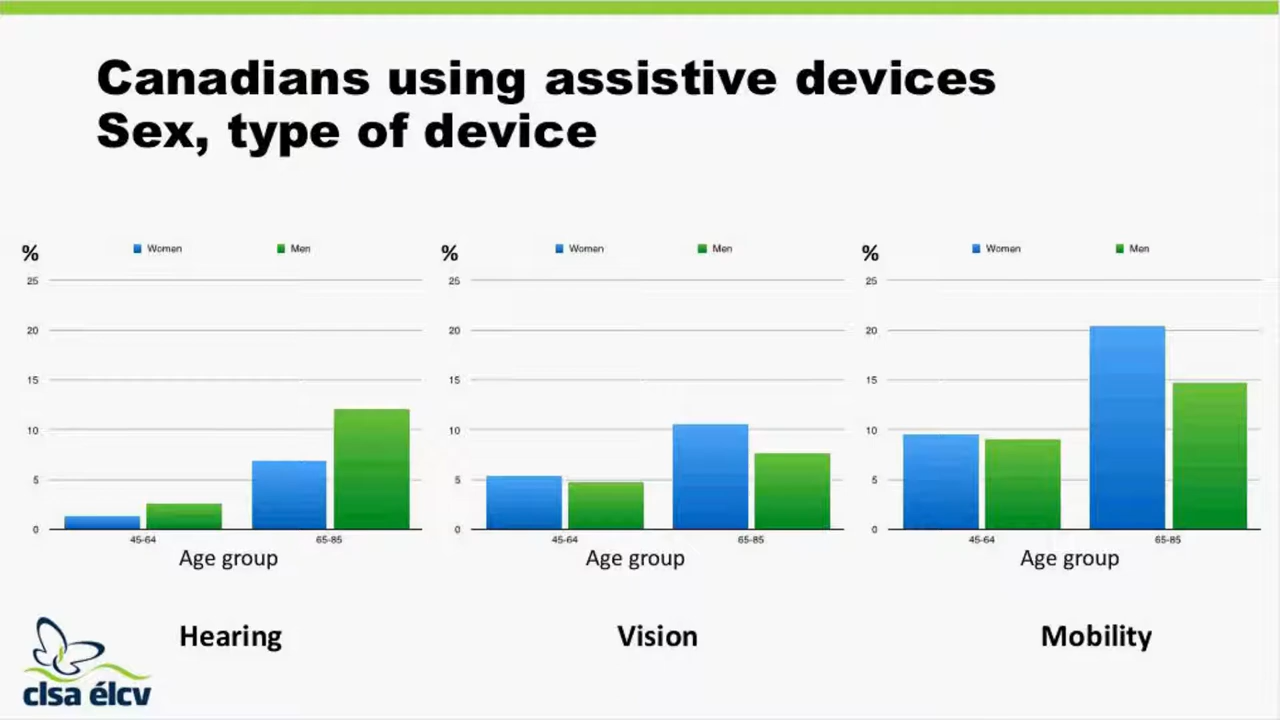 Canadians using assistive devices
Sex, type of device
%
Women
Men
25
20
15
10
5
0
45-64
65-85
Age group
Hearing
%
Women
Men
25
20
15
10
5
0
45-64
65-85
Age group
Vision
%
Women
Men
25
20
15
10
5
0
45-64
65-85
Age group
Mobility
clsa élcv